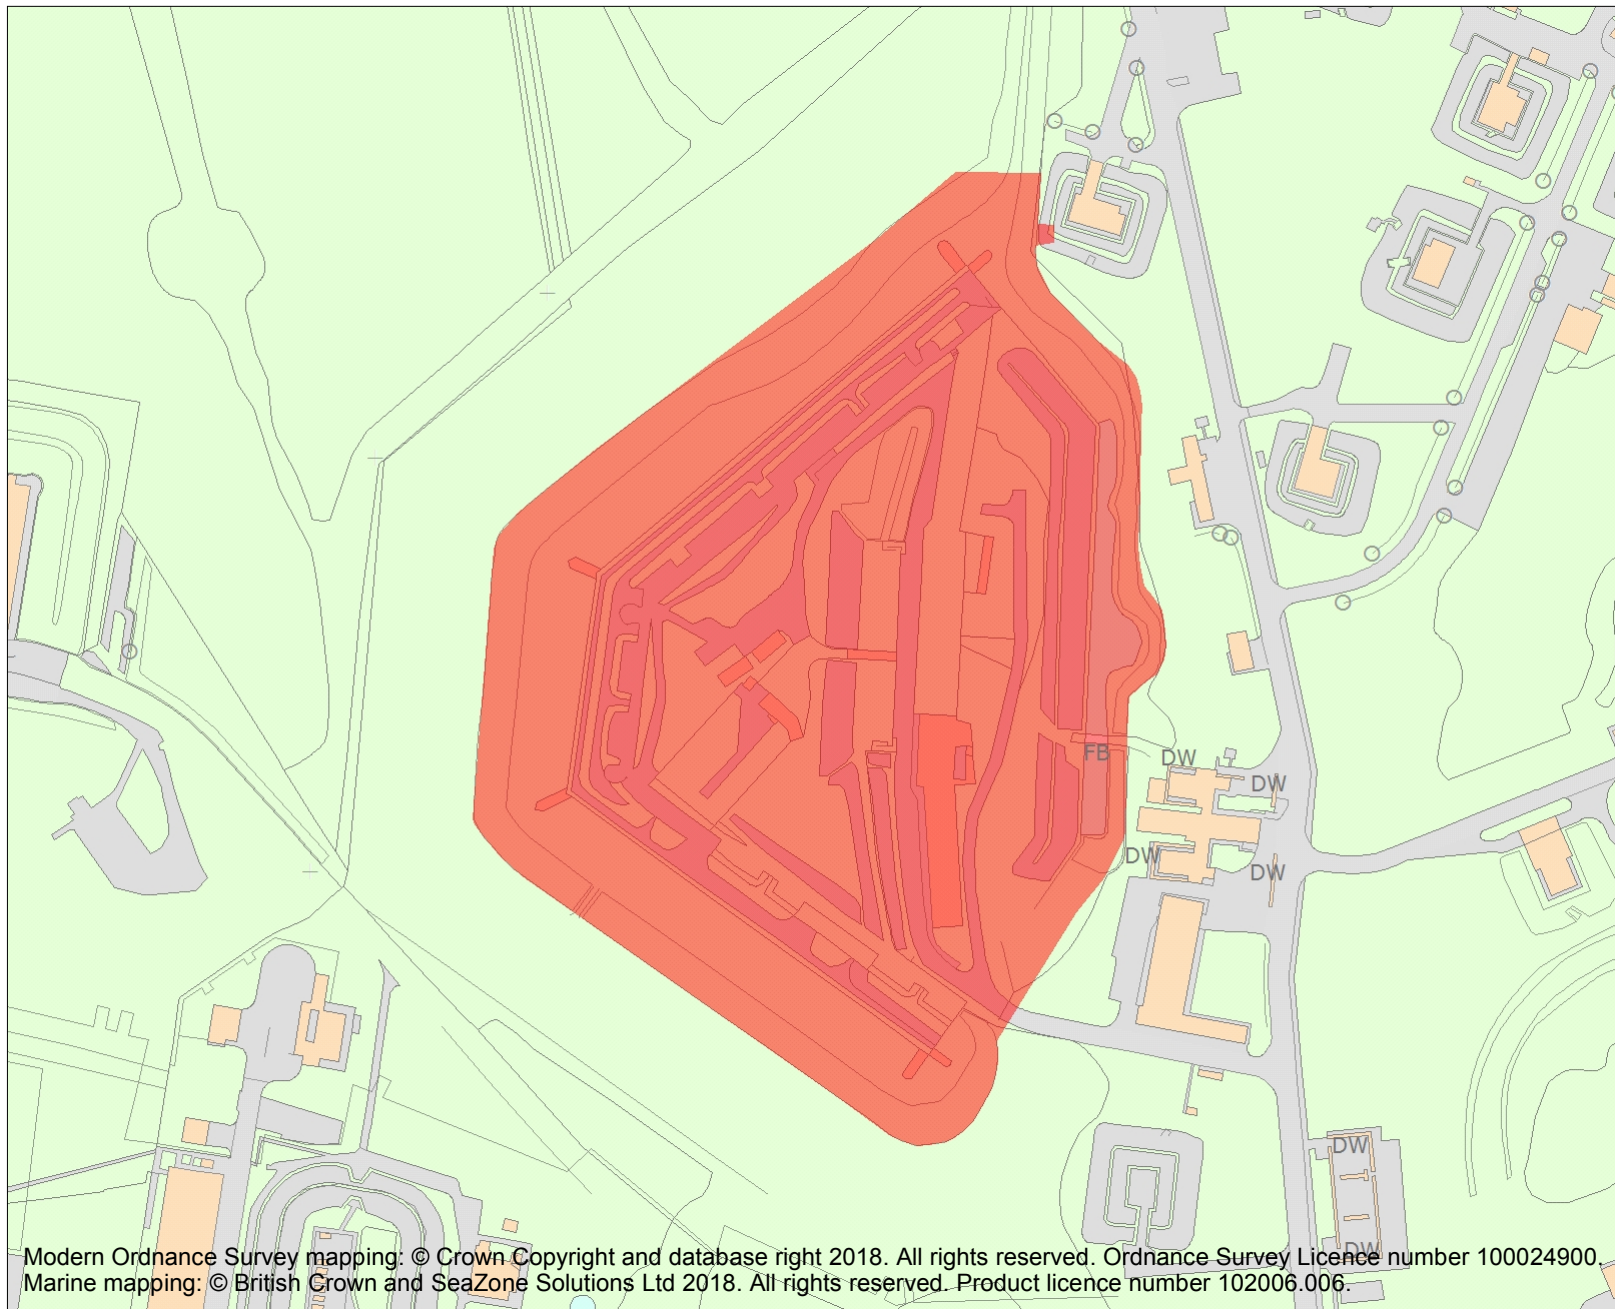 FB
DW
DW
DW
DW
DW
DW
Modern Ordnance Survey mapping: © Crown Copyright and database right 2018. All rights reserved. Ordnance Survey Licence number 100024900.
Marine mapping: © British Crown and SeaZone Solutions Ltd 2018. All rights reserved. Product licence number 102006.006.